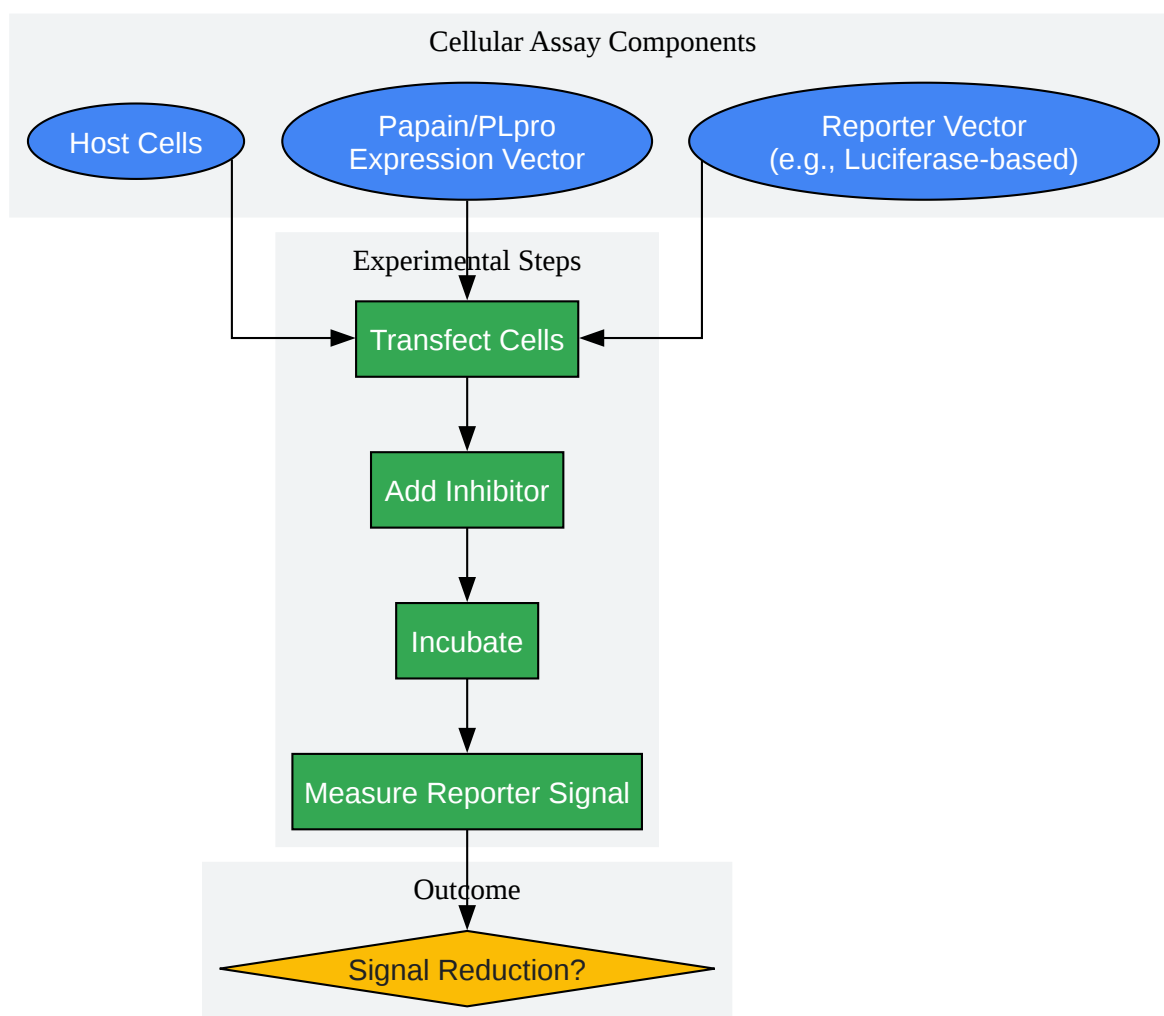 Cellular Assay Components
Host Cells
Papain/PLpro
Expression Vector
Reporter Vector
(e.g., Luciferase-based)
Experimental Steps
Transfect Cells
Add Inhibitor
Incubate
Measure Reporter Signal
Outcome
Signal Reduction?